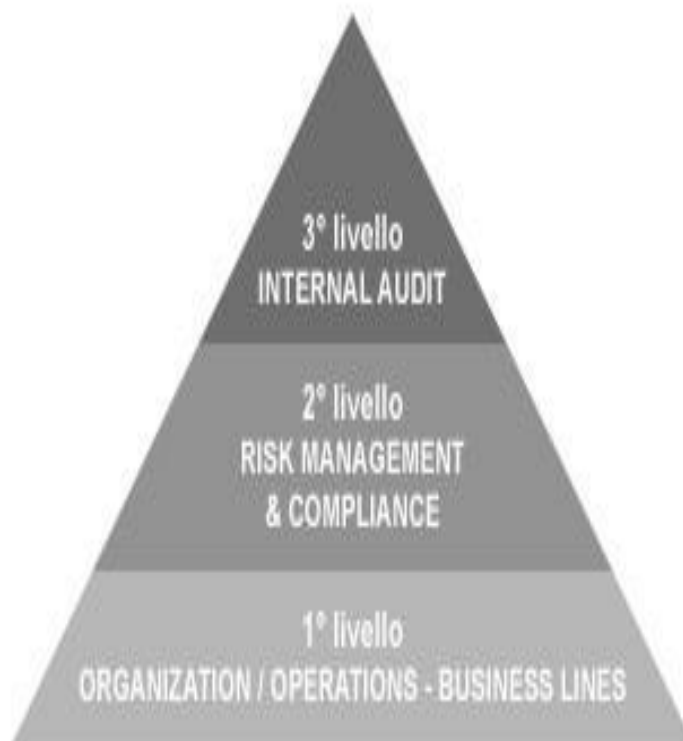 3° livello
INTERNAL AUDIT
2° livello
RISK MANAGEMENT
& COMPLIANCE
1° livello
ORGANIZATION / OPERATIONS - BUSINESS LINES